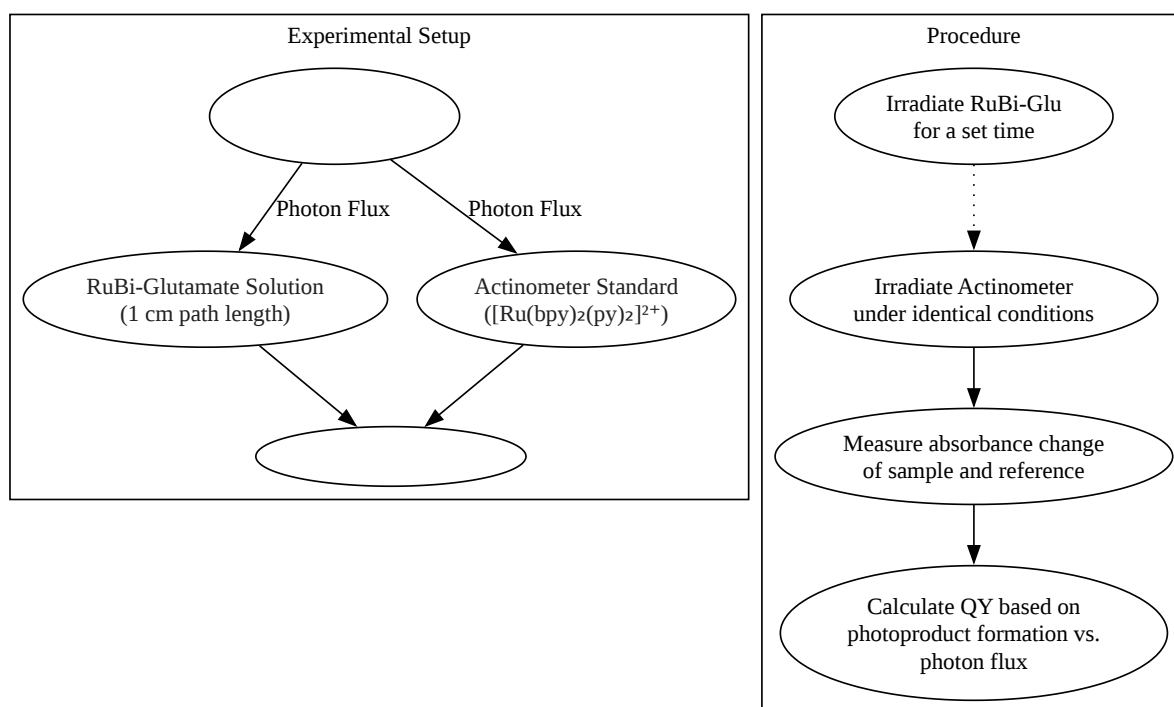 Experimental Setup
Photon Flux
Photon Flux
RuBi-Glutamate Solution
(1 cm path length)
Actinometer Standard
([Ru(bpy)₂(py)₂]²⁺)
Procedure
Irradiate RuBi-Glu
for a set time
Irradiate Actinometer
under identical conditions
Measure absorbance change
of sample and reference
Calculate QY based on
photoproduct formation vs.
photon flux